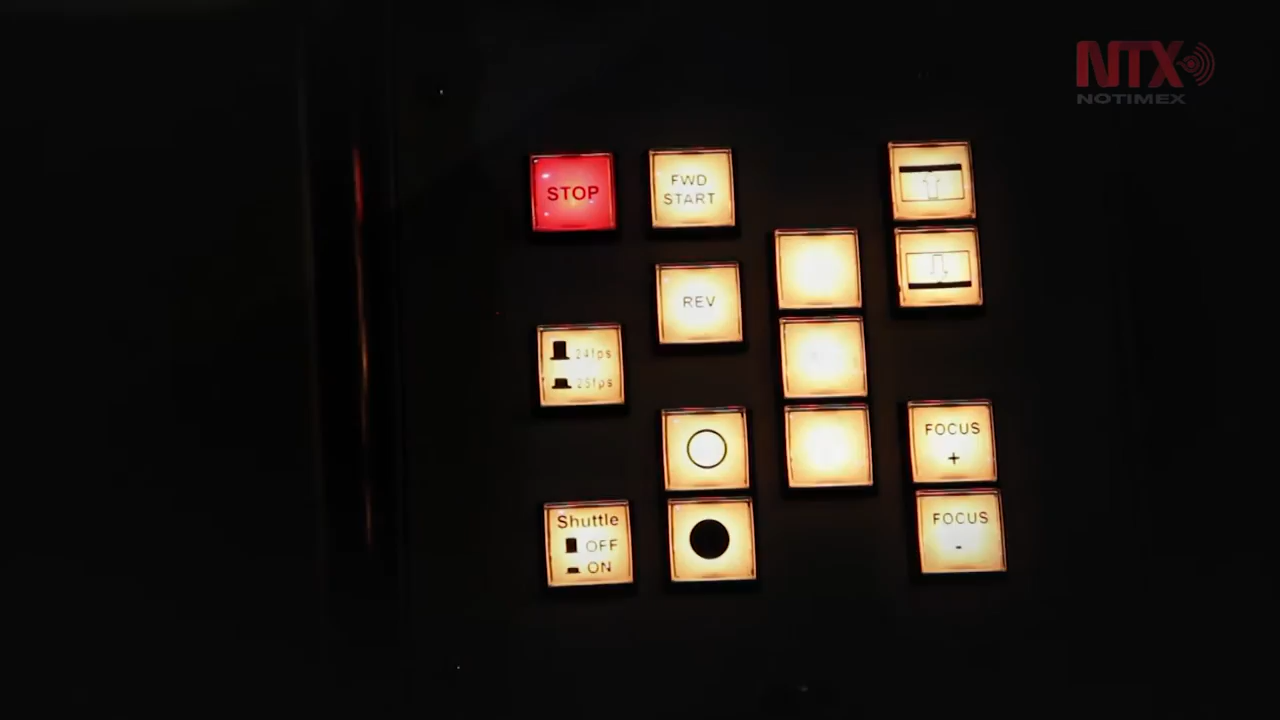 NTX
NOTIMEX
STOP
FWD
START
REV
24fps
25fps
FOCUS
+
FOCUS
-
Shuttle
OFF
ON